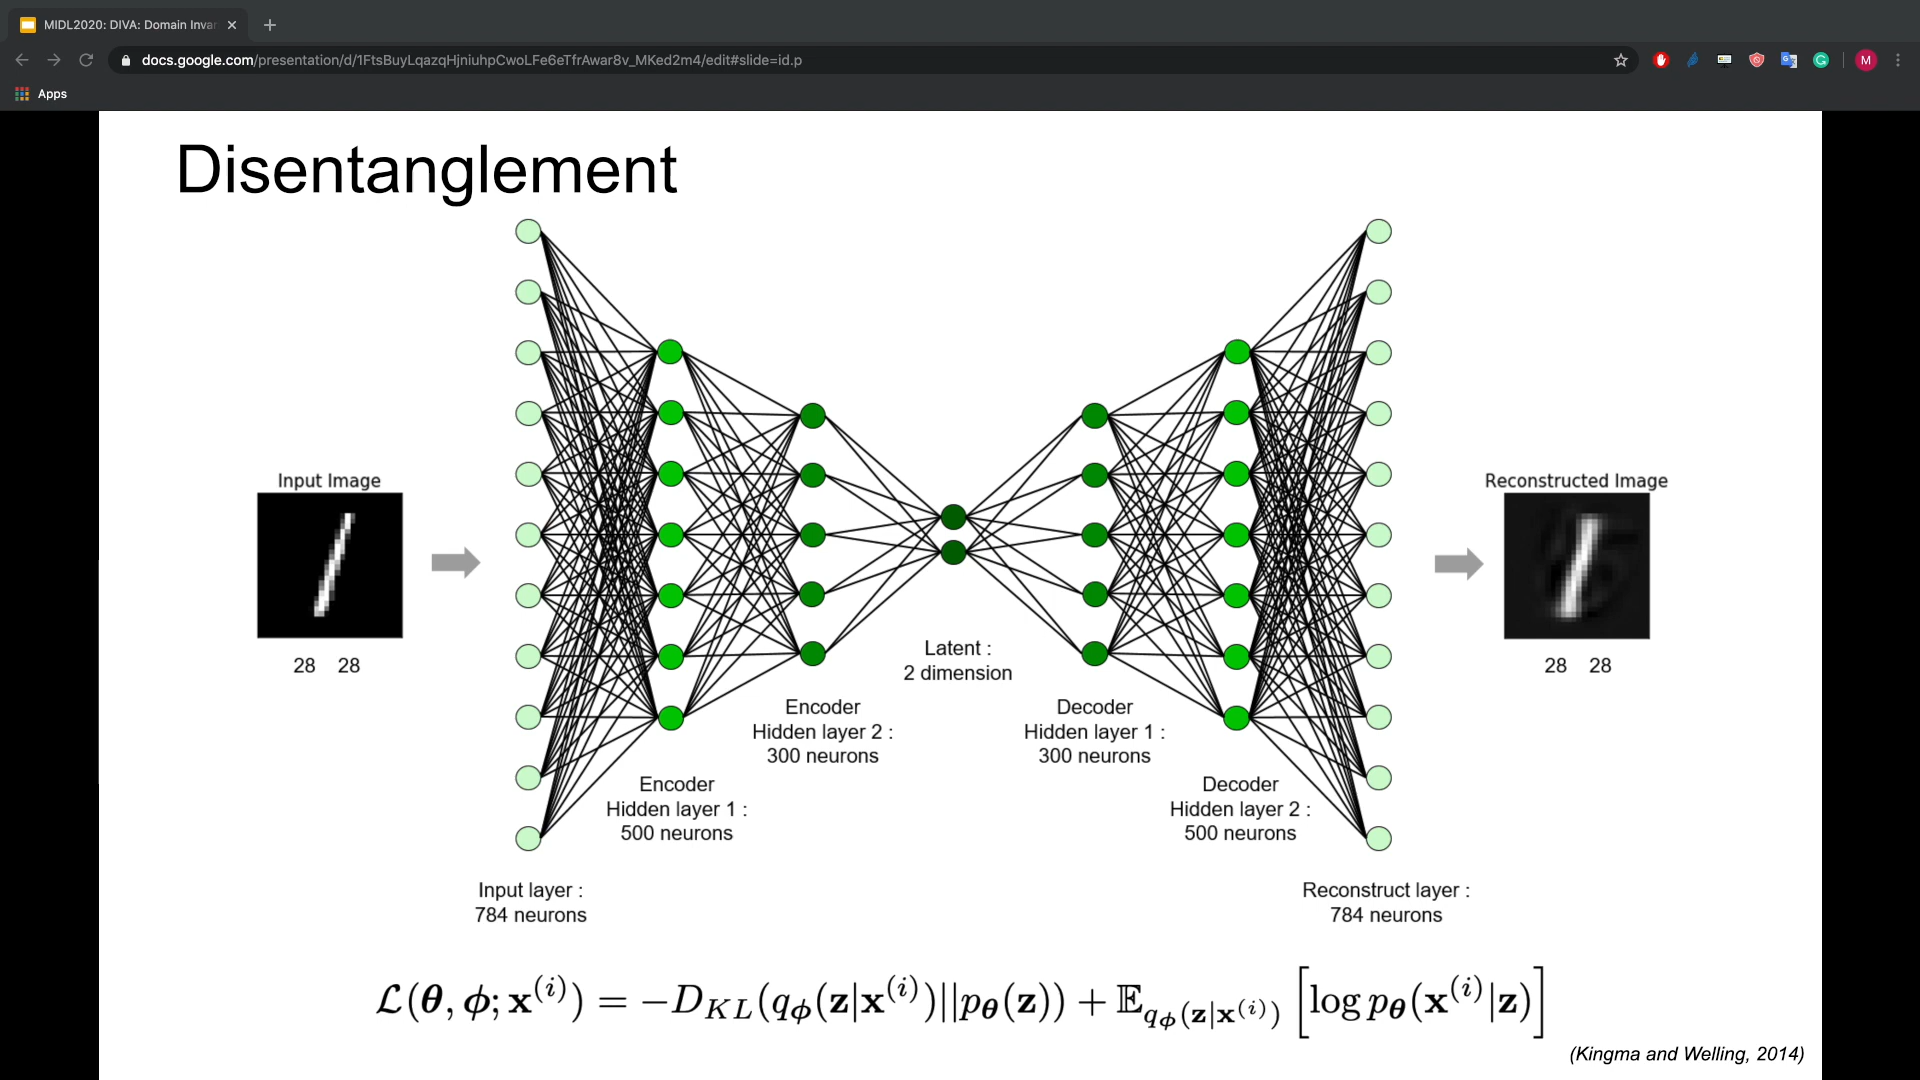 MIDL2020: DIVA: Domain Invar
docs.google.com/presentation/d/1FtsBuyLqazqHjniuhpCwoLFe6eTfrAwar8v_MKed2m4/edit#slide=id.p
M
Apps
Disentanglement
Input Image
28 28
Input layer :
784 neurons
Encoder
Hidden layer 1 :
500 neurons
Encoder
Hidden layer 2 :
300 neurons
Latent :
2 dimension
Decoder
Hidden layer 1 :
300 neurons
Decoder
Hidden layer 2 :
500 neurons
Reconstruct layer :
784 neurons
Reconstructed Image
28 28
ℒ(θ, ϕ; x⁽ⁱ⁾) = −D_KL(q_ϕ(z|x⁽ⁱ⁾)||p_θ(z)) + 𝔼_q_ϕ(z|x⁽ⁱ⁾) [log p_θ(x⁽ⁱ⁾|z)]
(Kingma and Welling, 2014)